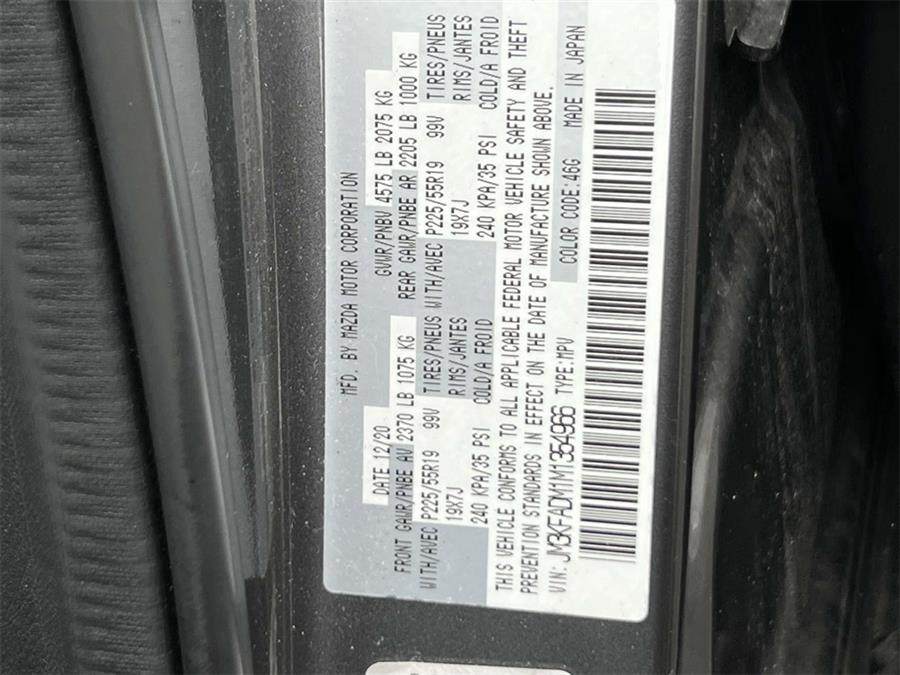 MFD. BY MAZDA MOTOR CORPORATION
DATE 12/20 GVWR/PNBV 4575 LB 2075 KG
FRONT GAWR/PNBE AV 2370 LB 1075 KG REAR GAWR/PNBE AR 2205 LB 1000 KG
WITH/AVEC P225/55R19 99V TIRES/PNEUS WITH/AVEC P225/55R19 99V TIRES/PNEUS
19X7J RIMS/JANTES 19X7J RIMS/JANTES
240 KPA/35 PSI COLD/A FROID 240 KPA/35 PSI COLD/A FROID
THIS VEHICLE CONFORMS TO ALL APPLICABLE FEDERAL MOTOR VEHICLE SAFETY AND THEFT
PREVENTION STANDARDS IN EFFECT ON THE DATE OF MANUFACTURE SHOWN ABOVE.
VIN: JM3KFADM1M1354966 TYPE:MPV COLOR CODE:46G MADE IN JAPAN